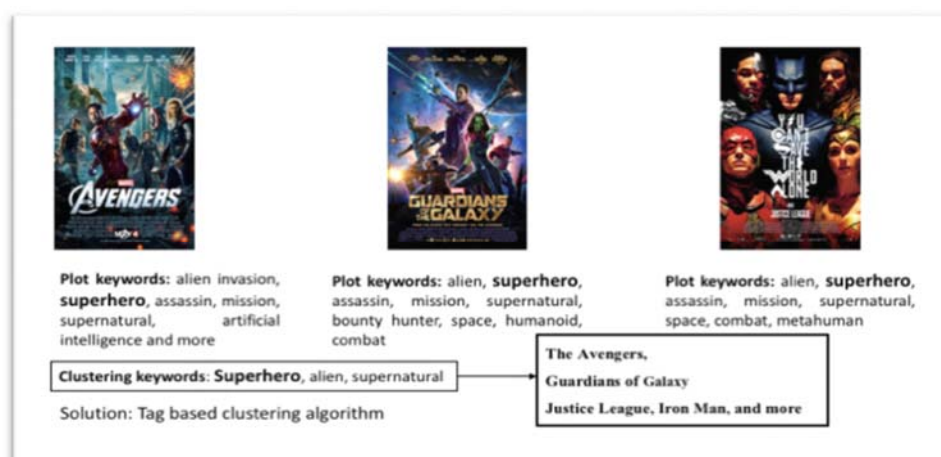 AVENGERS
MARVEL
GUARDIANS
OF THE GALAXY
YOU
CAN'T
SAVE
THE
WORLD
ALONE
JUSTICE LEAGUE
Plot keywords: alien invasion,
superhero, assassin, mission,
supernatural, artificial
intelligence and more
Plot keywords: alien, superhero,
assassin, mission, supernatural,
bounty hunter, space, humanoid,
combat
Plot keywords: alien, superhero,
assassin, mission, supernatural,
space, combat, metahuman
Clustering keywords: Superhero, alien, supernatural
The Avengers,
Guardians of Galaxy
Justice League, Iron Man, and more
Solution: Tag based clustering algorithm